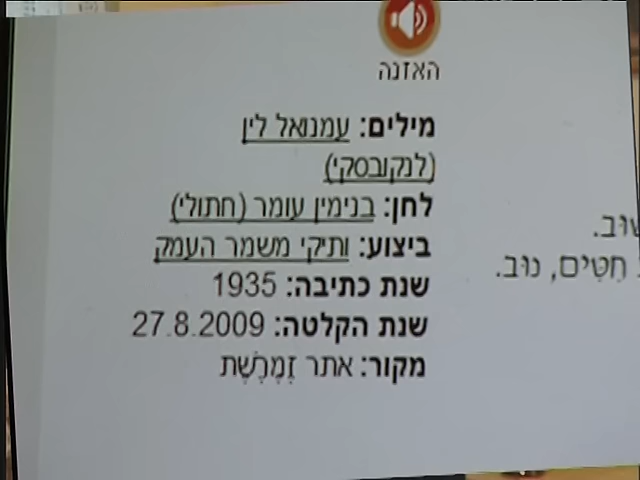 האזנה
מילים: עמנואל לין
(לנקובסקי)
לחן: בנימין עומר (חתולי)
ביצוע: ותיקי משמר העמק
שנת כתיבה: 1935
שנת הקלטה: 27.8.2009
מקור: אתר זֶמֶרֶשֶׁת
חִטִּים, נוּב.